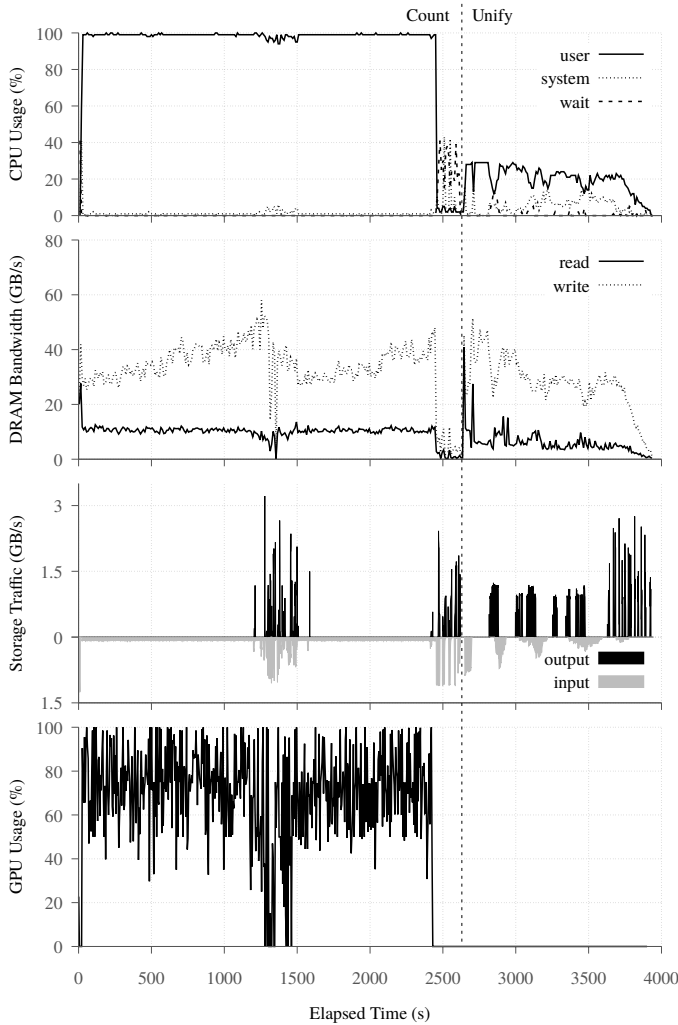 Count Unify
CPU Usage (%)
100
80
60
40
20
0
user
system
wait
DRAM Bandwidth (GB/s)
80
60
40
20
0
read
write
Storage Traffic (GB/s)
3
1.5
0
1.5
output
input
GPU Usage (%)
100
80
60
40
20
0
0 500 1000 1500 2000 2500 3000 3500 4000
Elapsed Time (s)